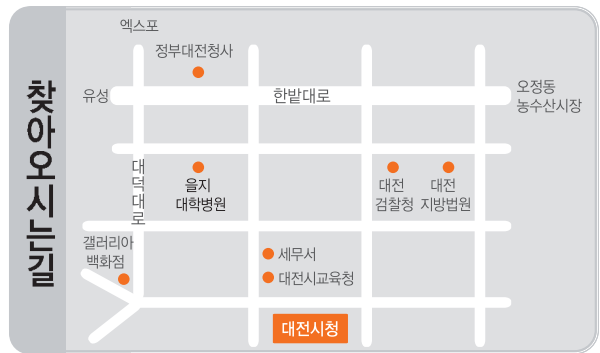 찾아오시는길
엑스포
정부대전청사
유성
한밭대로
오정동
농수산시장
대덕대로
을지
대학병원
대전
검찰청
대전
지방법원
갤러리아
백화점
세무서
대전시교육청
대전시청